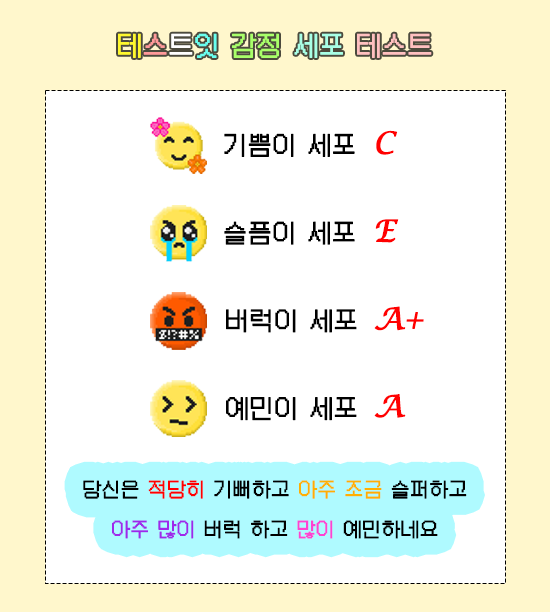 테스트잇 감정 세포 테스트
기쁨이 세포 C
슬픔이 세포 E
버럭이 세포 A+
$!?#%
예민이 세포 A
당신은 적당히 기뻐하고 아주 조금 슬퍼하고
아주 많이 버럭 하고 많이 예민하네요